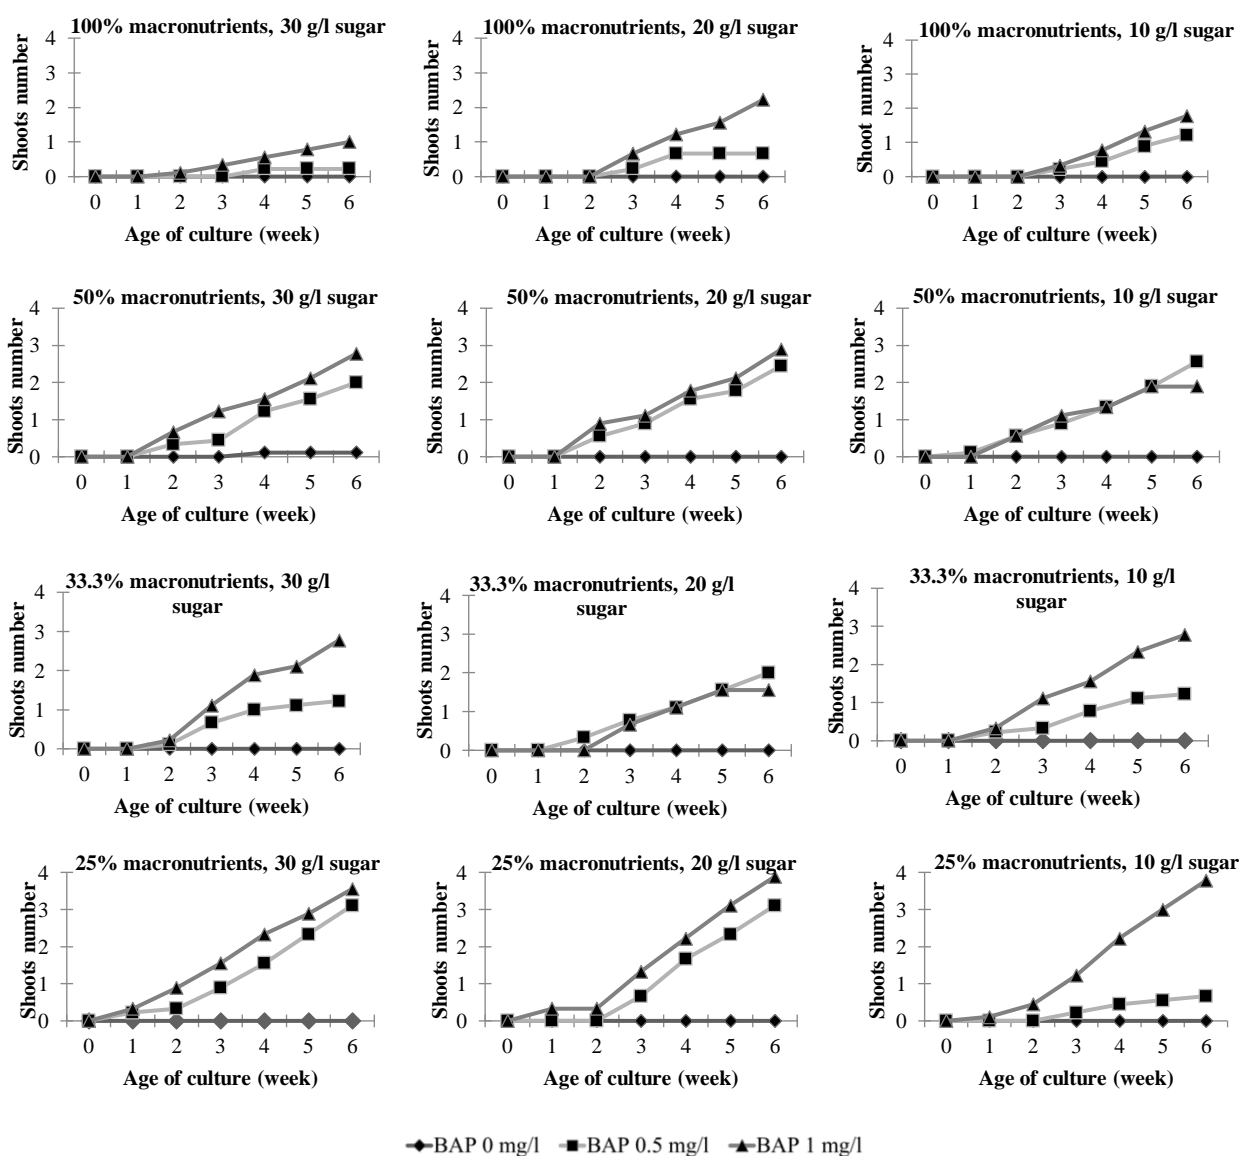 100% macronutrients, 30 g/l sugar
Shoots number
4
3
2
1
0
0 1 2 3 4 5 6
Age of culture (week)
100% macronutrients, 20 g/l sugar
Shoots number
4
3
2
1
0
0 1 2 3 4 5 6
Age of culture (week)
100% macronutrients, 10 g/l sugar
Shoot number
4
3
2
1
0
0 1 2 3 4 5 6
Age of culture (week)
50% macronutrients, 30 g/l sugar
Shoots number
4
3
2
1
0
0 1 2 3 4 5 6
Age of culture (week)
50% macronutrients, 20 g/l sugar
Shoots number
4
3
2
1
0
0 1 2 3 4 5 6
Age of culture (week)
50% macronutrients, 10 g/l sugar
Shoots number
4
3
2
1
0
0 1 2 3 4 5 6
Age of culture (week)
33.3% macronutrients, 30 g/l
sugar
Shoots number
4
3
2
1
0
0 1 2 3 4 5 6
Age of culture (week)
33.3% macronutrients, 20 g/l
sugar
Shoots number
4
3
2
1
0
0 1 2 3 4 5 6
Age of culture (week)
33.3% macronutrients, 10 g/l
sugar
Shoots number
4
3
2
1
0
0 1 2 3 4 5 6
Age of culture (week)
25% macronutrients, 30 g/l sugar
Shoots number
4
3
2
1
0
0 1 2 3 4 5 6
Age of culture (week)
25% macronutrients, 20 g/l sugar
Shoots number
4
3
2
1
0
0 1 2 3 4 5 6
Age of culture (week)
25% macronutrients, 10 g/l sugar
Shoots number
4
3
2
1
0
0 1 2 3 4 5 6
Age of culture (week)
BAP 0 mg/l BAP 0.5 mg/l BAP 1 mg/l